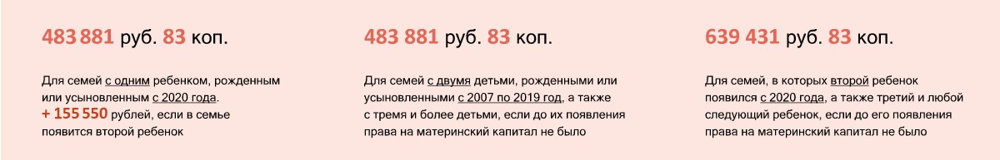 483 881 руб. 83 коп.
Для семей с одним ребенком, рожденным
или усыновленным с 2020 года.
+ 155 550 рублей, если в семье
появится второй ребенок
483 881 руб. 83 коп.
Для семей с двумя детьми, рожденными или
усыновленными с 2007 по 2019 год, а также
с тремя и более детьми, если до их появления
права на материнский капитал не было
639 431 руб. 83 коп.
Для семей, в которых второй ребенок
появился с 2020 года, а также третий и любой
следующий ребенок, если до его появления
права на материнский капитал не было